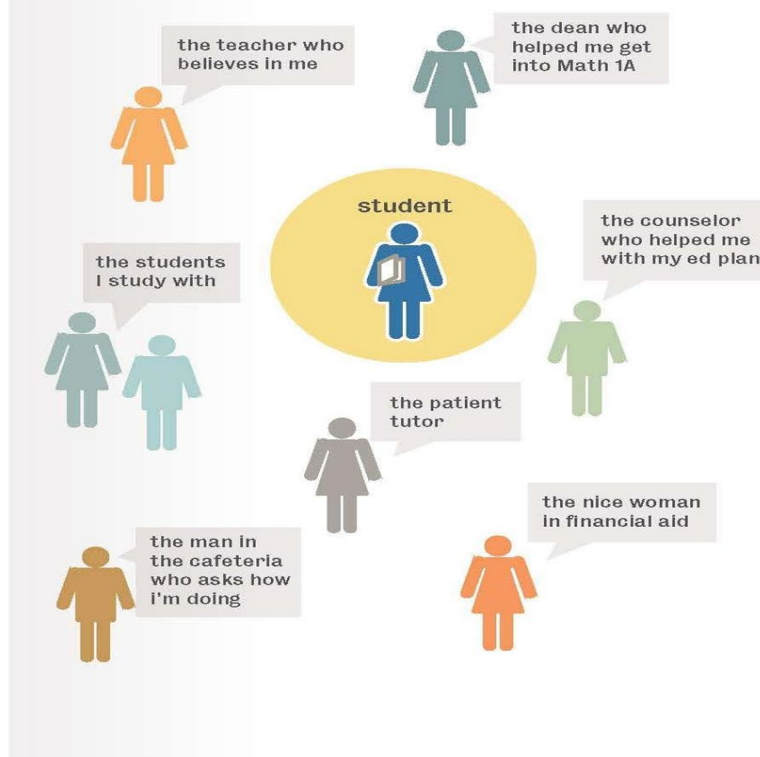 the teacher who
believes in me
the dean who
helped me get
into Math 1A
student
the counselor
who helped me
with my ed plan
the students
I study with
the patient
tutor
the nice woman
in financial aid
the man in
the cafeteria
who asks how
i'm doing